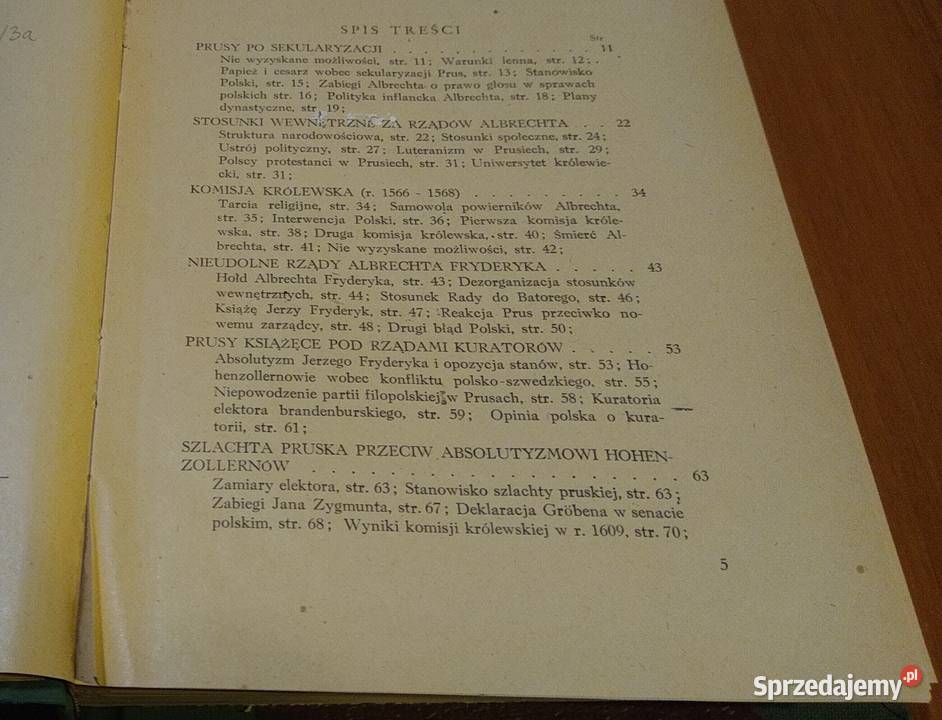 /3a
SPIS TREŚCI
Str
PRUSY PO SEKULARYZACJI . . . . . . . . . . . 11
Nie wyzyskane możliwości, str. 11; Warunki lenna, str. 12;
Papież i cesarz wobec sekularyzacji Prus, str. 13; Stanowisko
Polski, str. 15; Zabiegi Albrechta o prawo głosu w sprawach
polskich str. 16; Polityka inflancka Albrechta, str. 18; Plany
dynastyczne, str. 19;
STOSUNKI WEWNĘTRZNE ZA RZĄDÓW ALBRECHTA . . 22
Struktura narodowościowa, str. 22; Stosunki społeczne, str. 24;
Ustrój polityczny, str. 27; Luteranizm w Prusiech, str. 29;
Polscy protestanci w Prusiech, str. 31; Uniwersytet królewie-
cki, str. 31;
KOMISJA KRÓLEWSKA (r. 1566 - 1568) . . . . . . . . . 34
Tarcia religijne, str. 34; Samowola powierników Albrechta,
str. 35; Interwencja Polski, str. 36; Pierwsza komisja króle-
wska, str. 38; Druga komisja królewska, str. 40; Śmierć Al-
brechta, str. 41; Nie wyzyskane możliwości, str. 42;
NIEUDOLNE RZĄDY ALBRECHTA FRYDERYKA . . . . . 43
Hołd Albrechta Fryderyka, str. 43; Dezorganizacja stosunków
wewnętrznych, str. 44; Stosunek Rady do Batorego, str. 46;
Książę Jerzy Fryderyk, str. 47; Reakcja Prus przeciwko no-
wemu zarządcy, str. 48; Drugi błąd Polski, str. 50;
PRUSY KSIĄŻĘCE POD RZĄDAMI KURATORÓW . . . . . 53
Absolutyzm Jerzego Fryderyka i opozycja stanów, str. 53; Ho-
henzollernowie wobec konfliktu polsko-szwedzkiego, str. 55;
Niepowodzenie partii filopolskiej w Prusach, str. 58; Kuratoria
elektora brandenburskiego, str. 59; Opinia polska o kura-
torii, str. 61;
SZLACHTA PRUSKA PRZECIW ABSOLUTYZMOWI HOHEN-
ZOLLERNÓW . . . . . . . . . . . . . . . . . 63
Zamiary elektora, str. 63; Stanowisko szlachty pruskiej, str. 63;
Zabiegi Jana Zygmunta, str. 67; Deklaracja Gröbena w senacie
polskim, str. 68; Wyniki komisji królewskiej w r. 1609, str. 70;
5
Sprzedajemy.pl